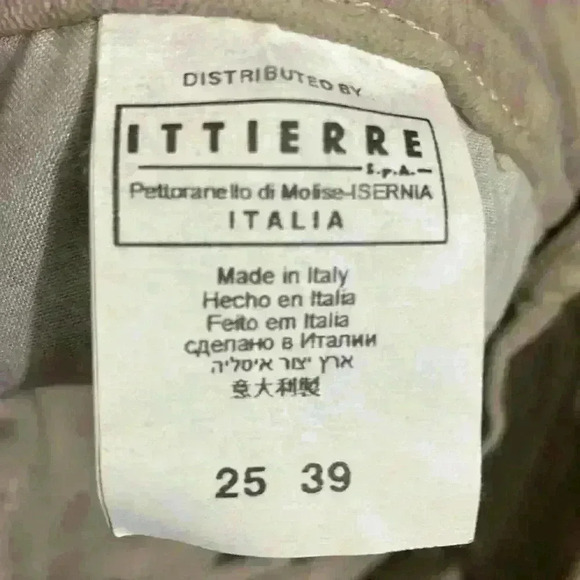 DISTRIBUTED BY
ITTIERRE
S.p.A.
Pettoranello di Molise-ISERNIA
ITALIA
Made in Italy
Hecho en Italia
Feito em Italia
сделано в Италии
ארץ יצור איטליה
意大利製
25 39